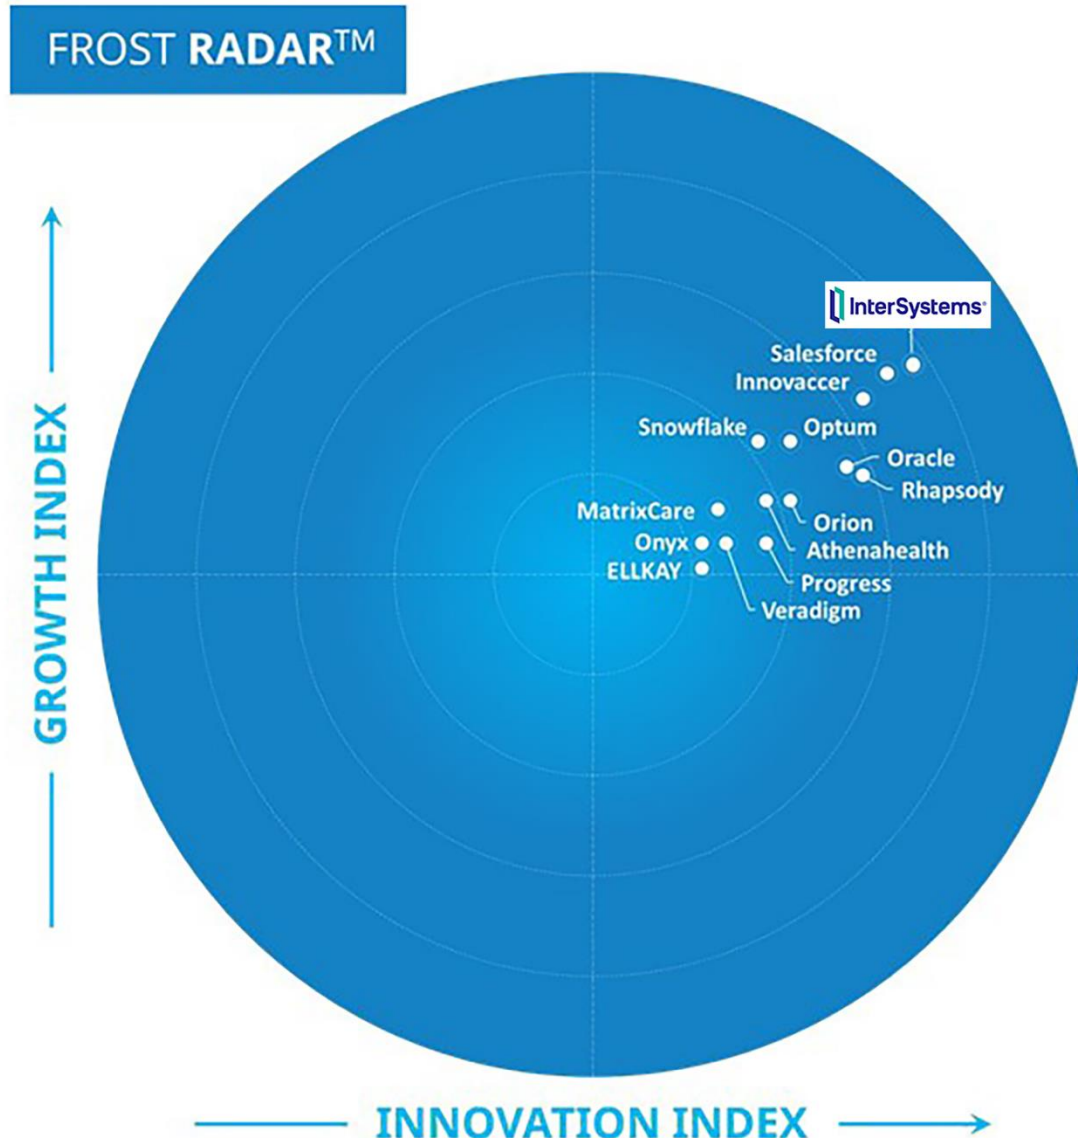 FROST RADAR™
InterSystems®
Salesforce
Innovaccer
Snowflake
Optum
Oracle
Rhapsody
MatrixCare
Orion
Onyx
Athenahealth
ELLKAY
Progress
Veradigm
GROWTH INDEX
INNOVATION INDEX